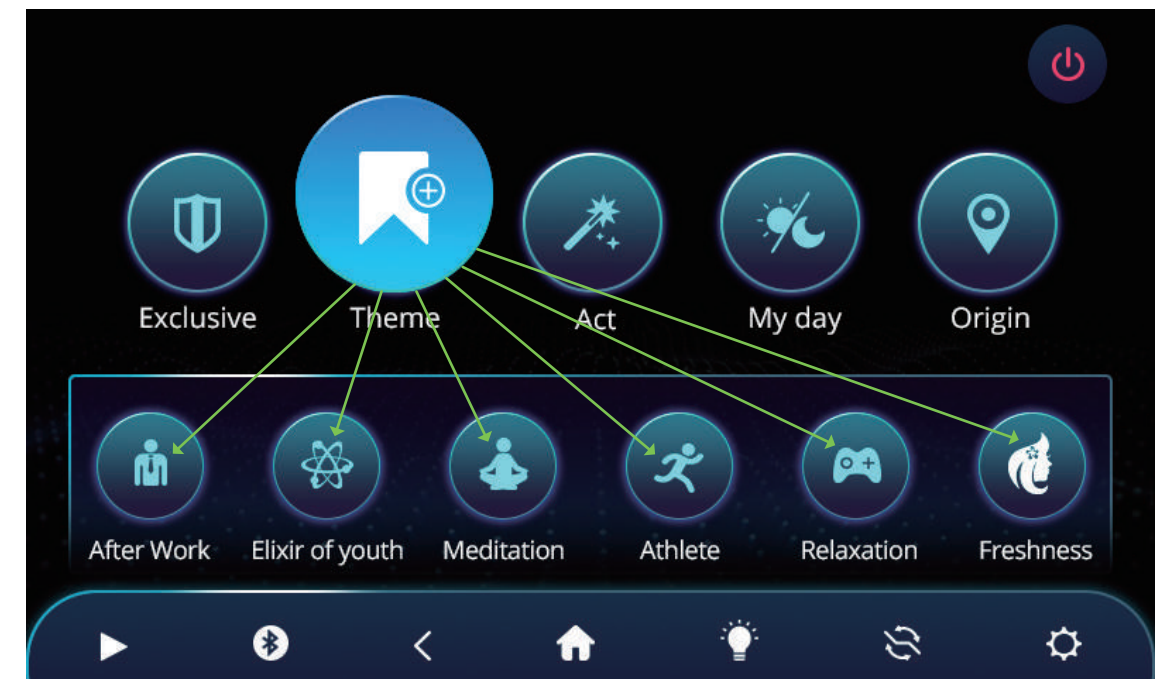 Exclusive
Theme
Act
My day
Origin
After Work
Elixir of youth
Meditation
Athlete
Relaxation
Freshness